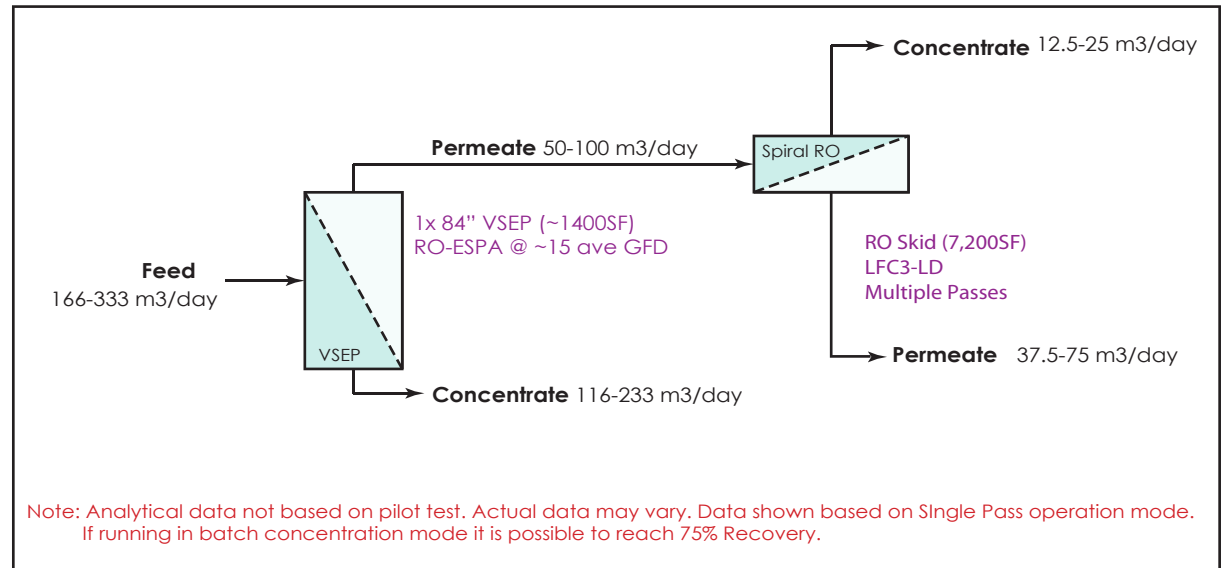 Concentrate 12.5-25 m3/day
Permeate 50-100 m3/day
Spiral RO
1x 84” VSEP (~1400SF)
RO-ESPA @ ~15 ave GFD
RO Skid (7,200SF)
LFC3-LD
Multiple Passes
Feed
166-333 m3/day
VSEP
Permeate 37.5-75 m3/day
Concentrate 116-233 m3/day
Note: Analytical data not based on pilot test. Actual data may vary. Data shown based on SIngle Pass operation mode.
If running in batch concentration mode it is possible to reach 75% Recovery.